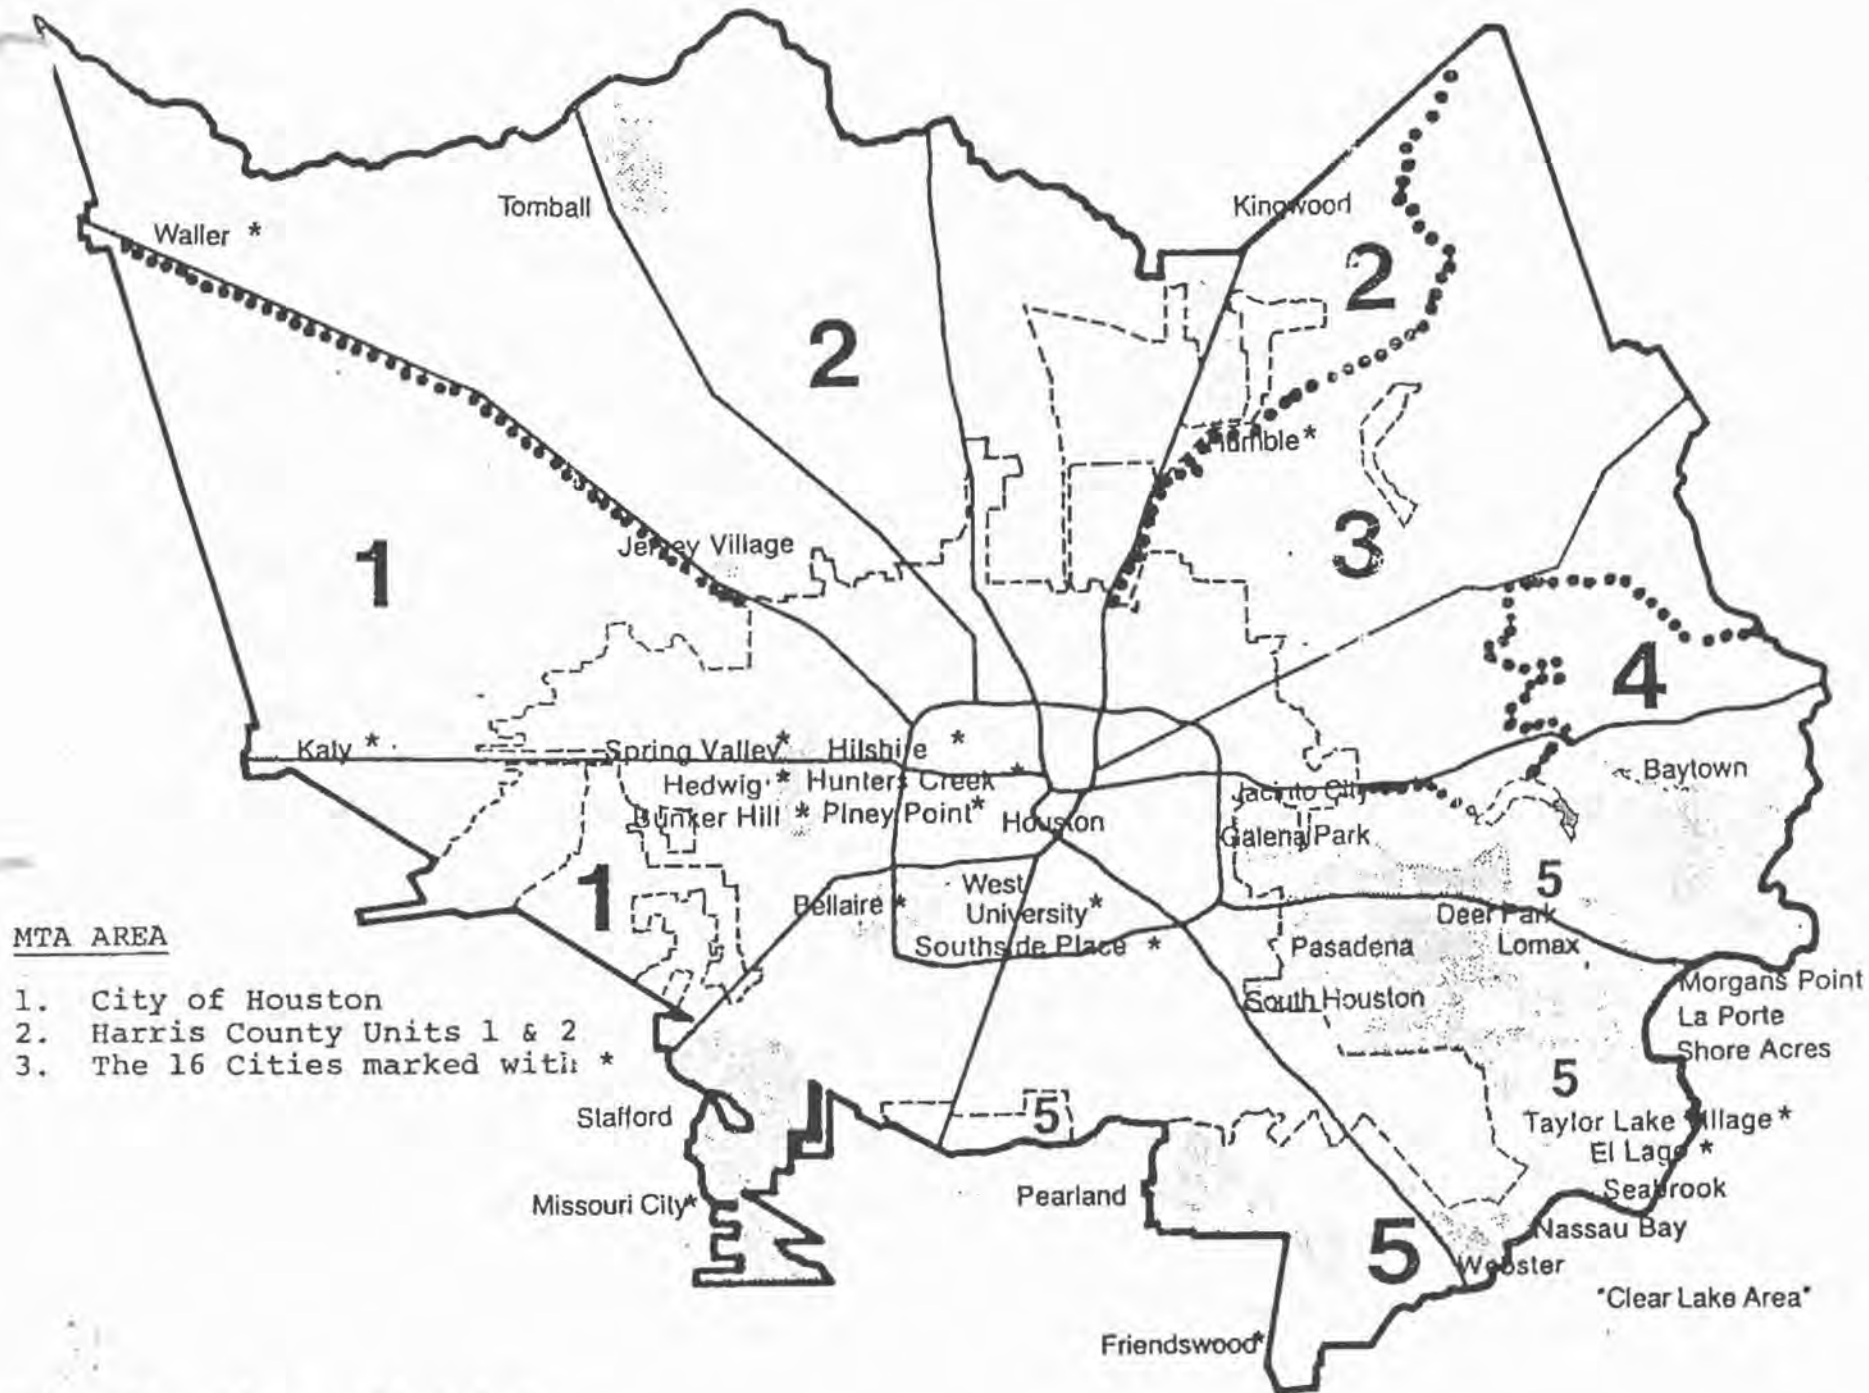 Kingwood
Tomball
Waller *
2
2
Humble *
3
Jersey Village
1
4
Katy *
Spring Valley *
Hilshire *
Hedwig *
Hunters Creek *
Baytown
Bunker Hill *
Piney Point *
Houston
Jacinto City
Galena Park
1
West
University *
Bellaire *
Southside Place *
5
Deer Park
Lomax
Pasadena
South Houston
MTA AREA
1. City of Houston
2. Harris County Units 1 & 2
3. The 16 Cities marked with *
Morgans Point
La Porte
Shore Acres
5
Stafford
5
Taylor Lake Village *
El Lago *
Seabrook
Missouri City *
Pearland
Nassau Bay
5
Webster
"Clear Lake Area"
Friendswood *